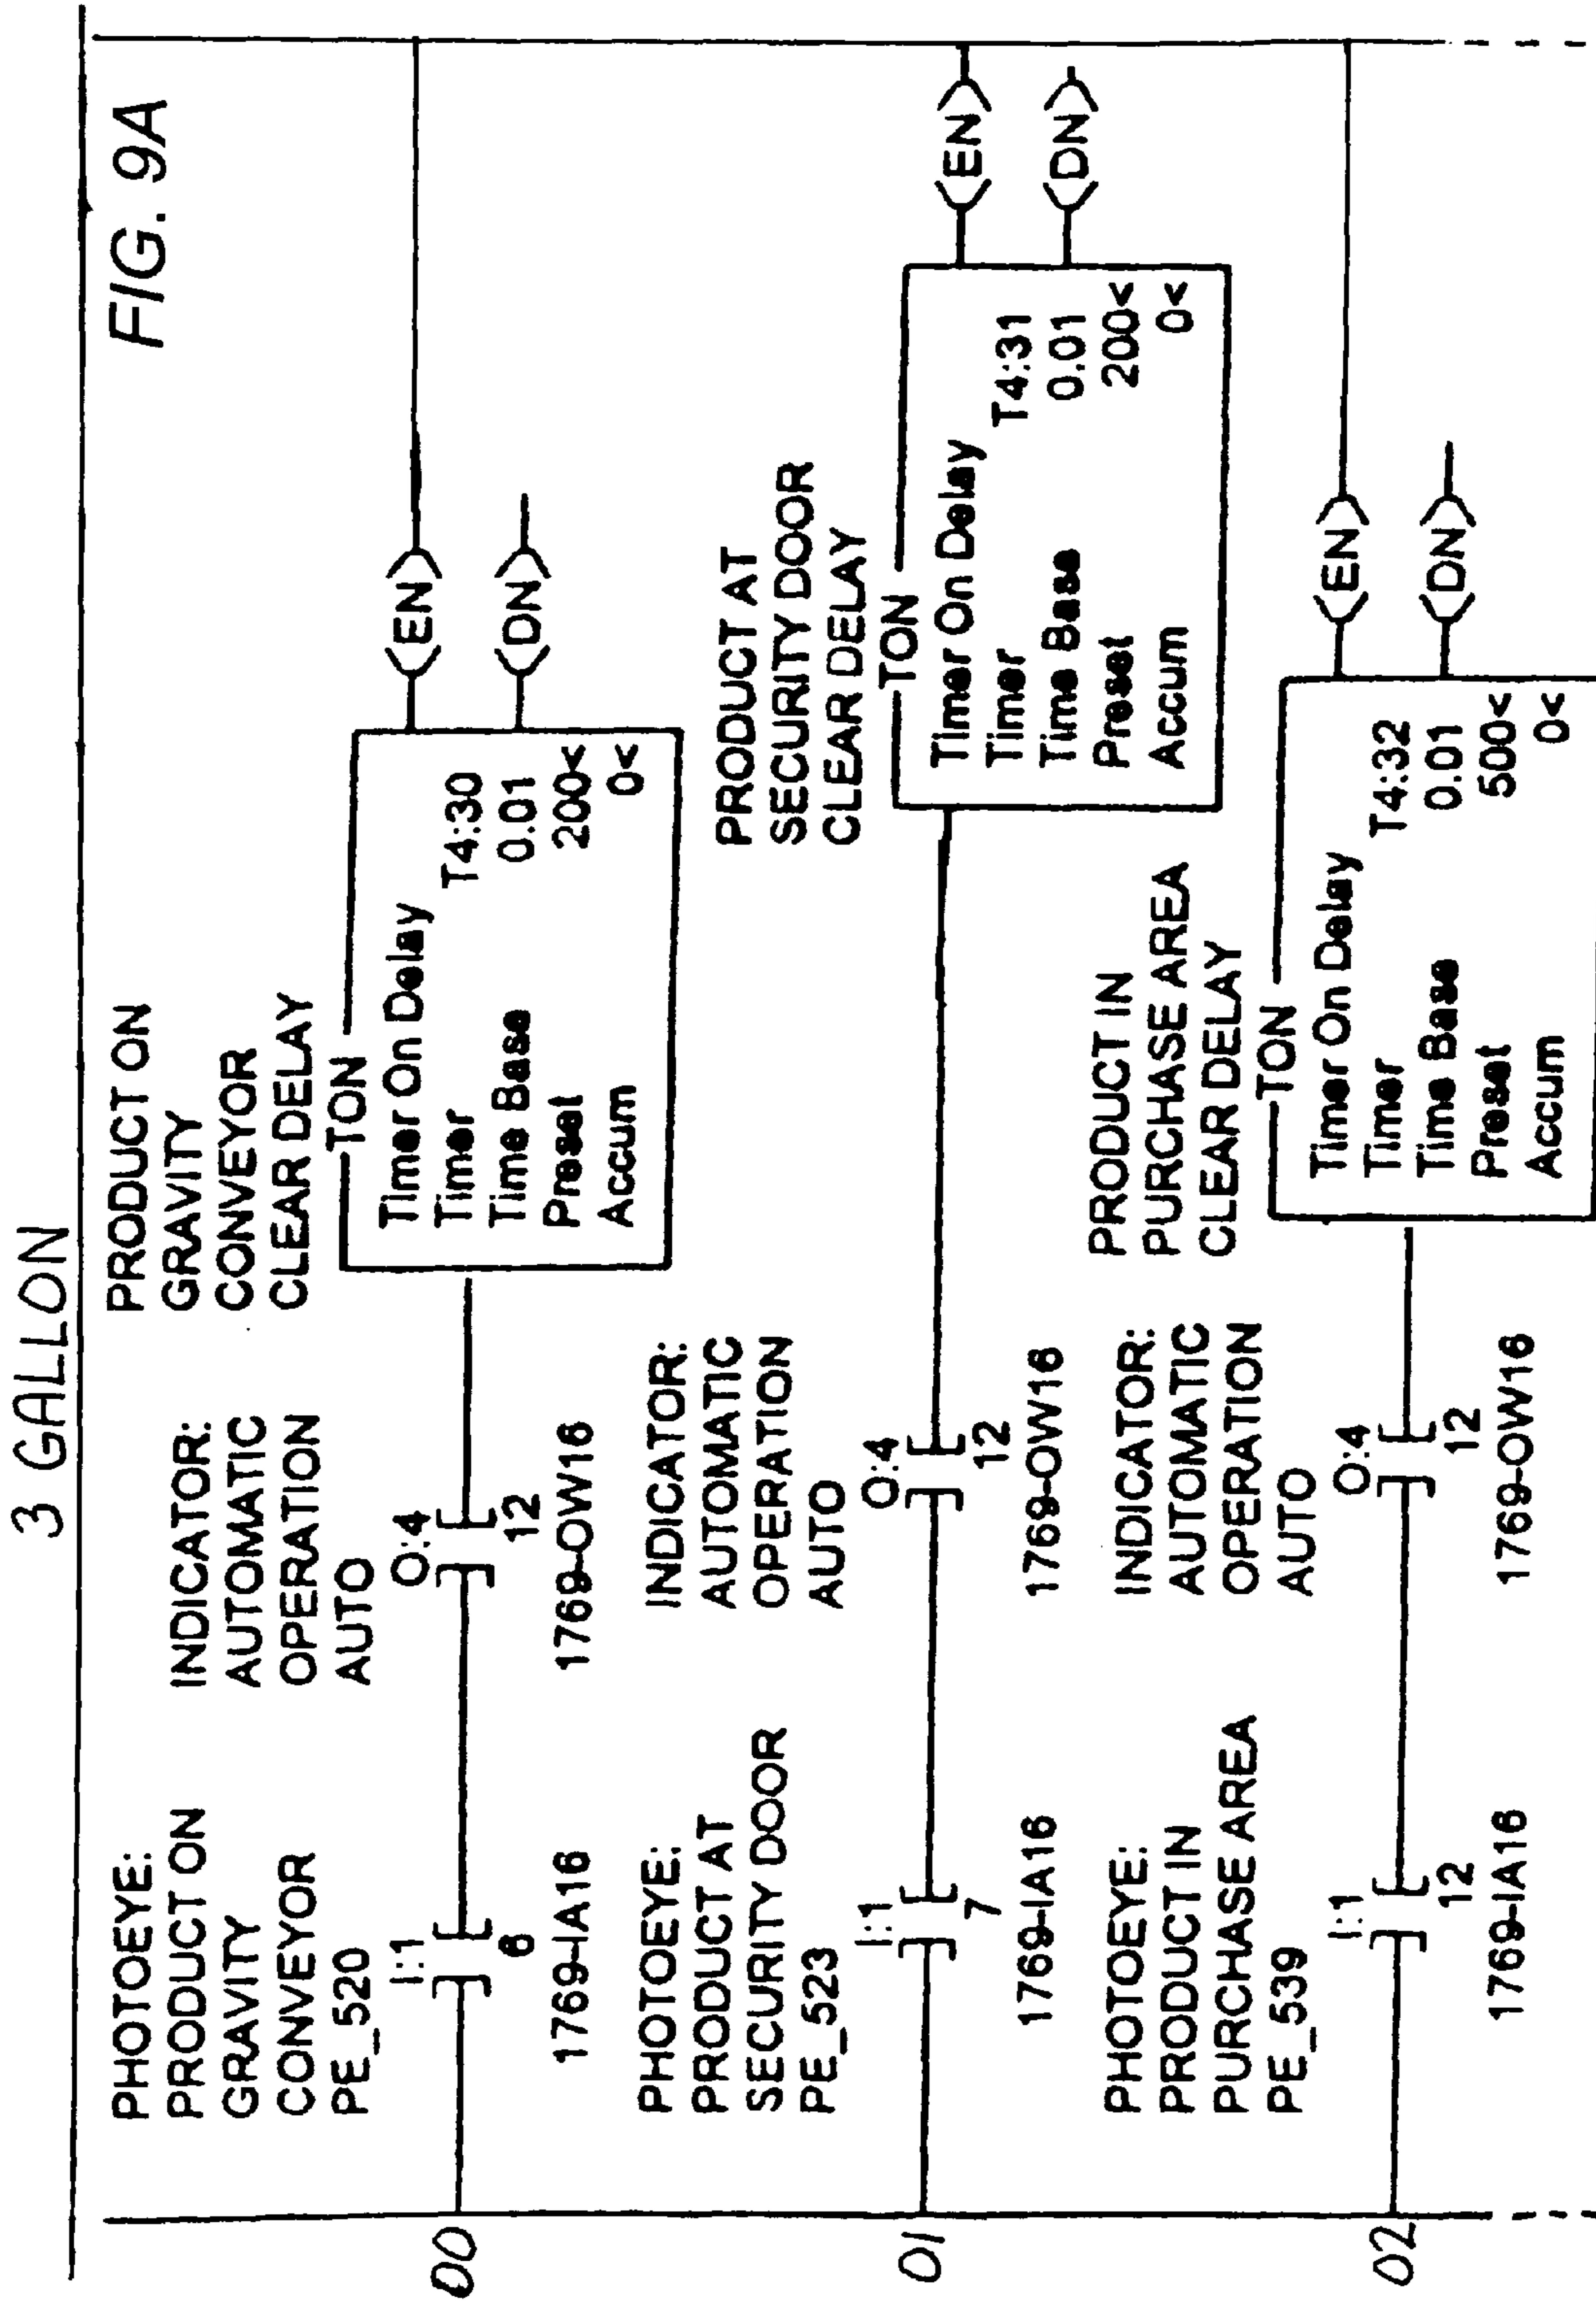 3 GALLON
FIG. 9A
00
PHOTOEYE:
PRODUCT ON
GRAVITY
CONVEYOR
PE_520
I:1
6
1769-IA16
INDICATOR:
AUTOMATIC
OPERATION
AUTO
O:4
12
1769-OW16
PRODUCT ON
GRAVITY
CONVEYOR
CLEAR DELAY
TON
Timer On Delay
Timer T4:30
Time Base 0.01
Preset 200<
Accum 0<
<EN>
<DN>
01
PHOTOEYE:
PRODUCT AT
SECURITY DOOR
PE_523
I:1
7
1769-IA16
INDICATOR:
AUTOMATIC
OPERATION
AUTO
O:4
12
1769-OW16
PRODUCT AT
SECURITY DOOR
CLEAR DELAY
TON
Timer On Delay
Timer T4:31
Time Base 0.01
Preset 200<
Accum 0<
<EN>
<DN>
02
PHOTOEYE:
PRODUCT IN
PURCHASE AREA
PE_539
I:1
12
1769-IA16
INDICATOR:
AUTOMATIC
OPERATION
AUTO
O:4
12
1769-OW16
PRODUCT IN
PURCHASE AREA
CLEAR DELAY
TON
Timer On Delay
Timer T4:32
Time Base 0.01
Preset 500<
Accum 0<
<EN>
<DN>